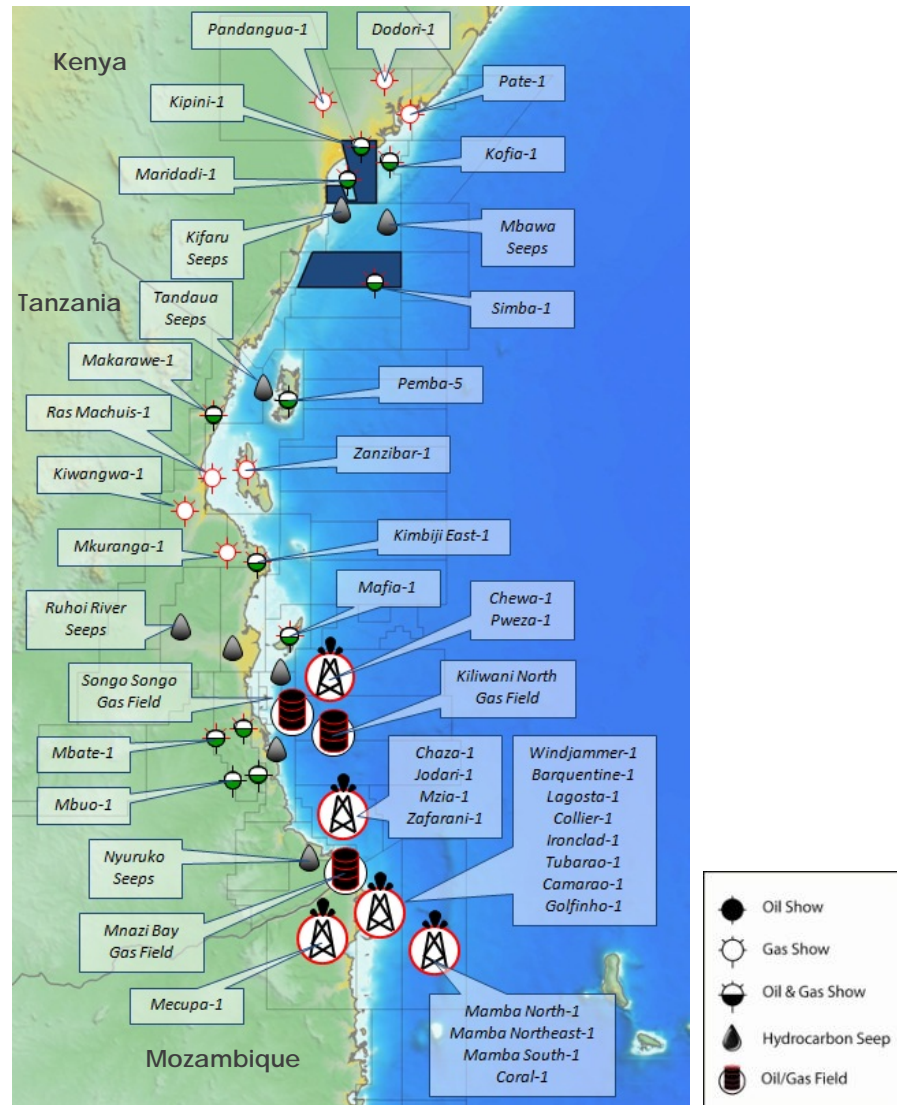 Pandangua-1
Dodori-1
Kenya
Pate-1
Kipini-1
Kofia-1
Maridadi-1
Kifaru
Seeps
Mbawa
Seeps
Tanzania
Tandaua
Seeps
Simba-1
Makarawe-1
Pemba-5
Ras Machuis-1
Zanzibar-1
Kiwangwa-1
Mkuranga-1
Kimbiji East-1
Mafia-1
Chewa-1
Pweza-1
Ruhoi River
Seeps
Songo Songo
Gas Field
Kiliwani North
Gas Field
Mbate-1
Chaza-1
Jodari-1
Mzia-1
Zafarani-1
Windjammer-1
Barquentine-1
Lagosta-1
Collier-1
Ironclad-1
Tubarao-1
Camarao-1
Golfinho-1
Mbuo-1
Nyuruko
Seeps
Mnazi Bay
Gas Field
Mecupa-1
Mamba North-1
Mamba Northeast-1
Mamba South-1
Coral-1
Mozambique
Oil Show
Gas Show
Oil & Gas Show
Hydrocarbon Seep
Oil/Gas Field